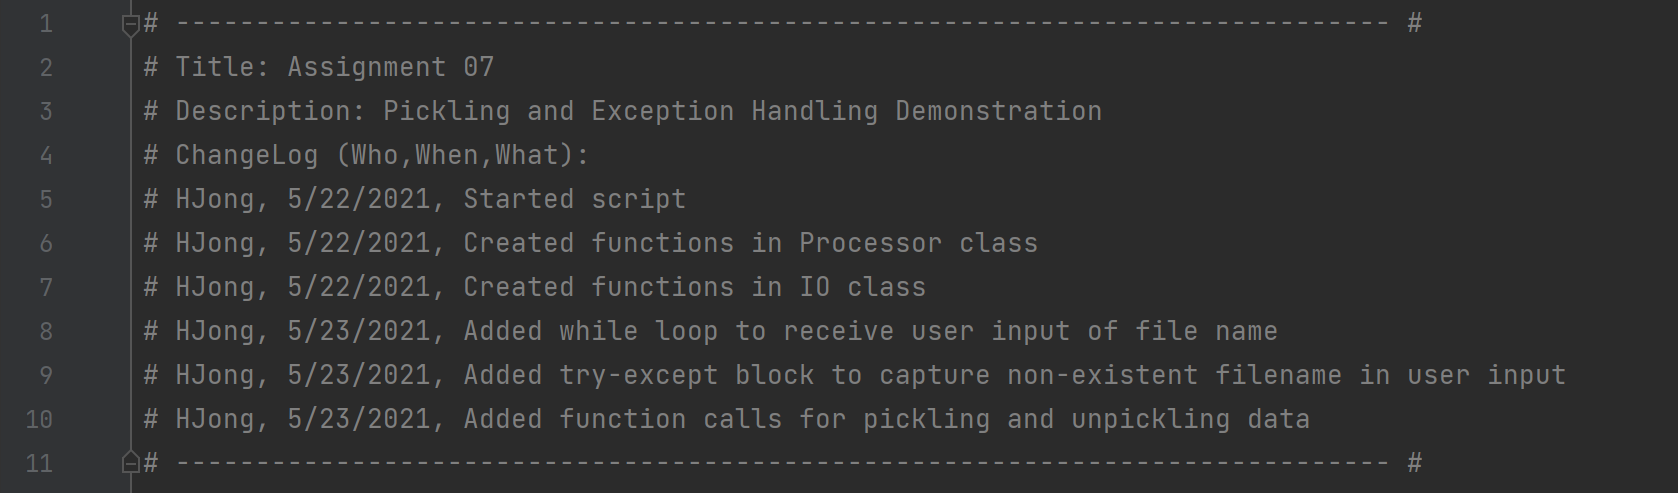 1 # ---------------------------------------------------------------------------- #
2 # Title: Assignment 07
3 # Description: Pickling and Exception Handling Demonstration
4 # ChangeLog (Who,When,What):
5 # HJong, 5/22/2021, Started script
6 # HJong, 5/22/2021, Created functions in Processor class
7 # HJong, 5/22/2021, Created functions in IO class
8 # HJong, 5/23/2021, Added while loop to receive user input of file name
9 # HJong, 5/23/2021, Added try-except block to capture non-existent filename in user input
10 # HJong, 5/23/2021, Added function calls for pickling and unpickling data
11 # ---------------------------------------------------------------------------- #